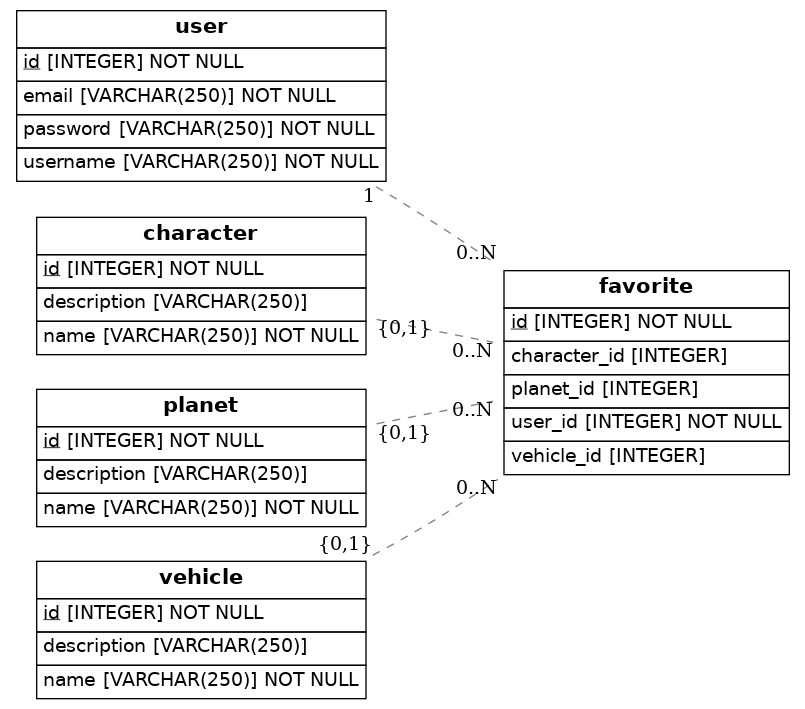 user
id [INTEGER] NOT NULL
email [VARCHAR(250)] NOT NULL
password [VARCHAR(250)] NOT NULL
username [VARCHAR(250)] NOT NULL
1
0..N
character
id [INTEGER] NOT NULL
description [VARCHAR(250)]
name [VARCHAR(250)] NOT NULL
{0,1}
0..N
favorite
id [INTEGER] NOT NULL
character_id [INTEGER]
planet_id [INTEGER]
user_id [INTEGER] NOT NULL
vehicle_id [INTEGER]
planet
id [INTEGER] NOT NULL
description [VARCHAR(250)]
name [VARCHAR(250)] NOT NULL
0..N
{0,1}
0..N
{0,1}
vehicle
id [INTEGER] NOT NULL
description [VARCHAR(250)]
name [VARCHAR(250)] NOT NULL